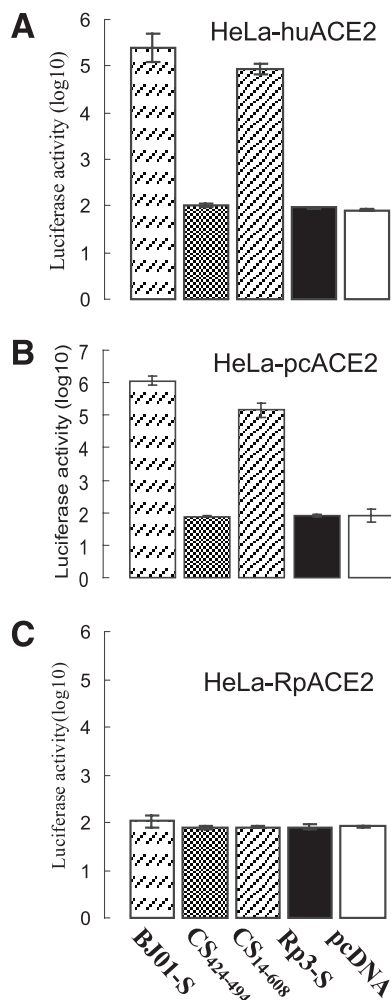 A
HeLa-huACE2
Luciferase activity (log10)
6
5
4
3
2
1
0
B
HeLa-pcACE2
Luciferase activity (log10)
7
6
5
4
3
2
1
0
C
HeLa-RpACE2
Luciferase activity(log10)
6
5
4
3
2
1
0
BJ01-S
CS424-494
CS14-608
Rp3-S
pcDNA